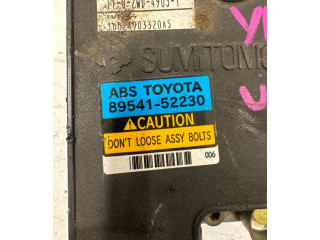 SUMITOMO
ABS TOYOTA
89541-52230
CAUTION
DON'T LOOSE ASSY BOLTS
006